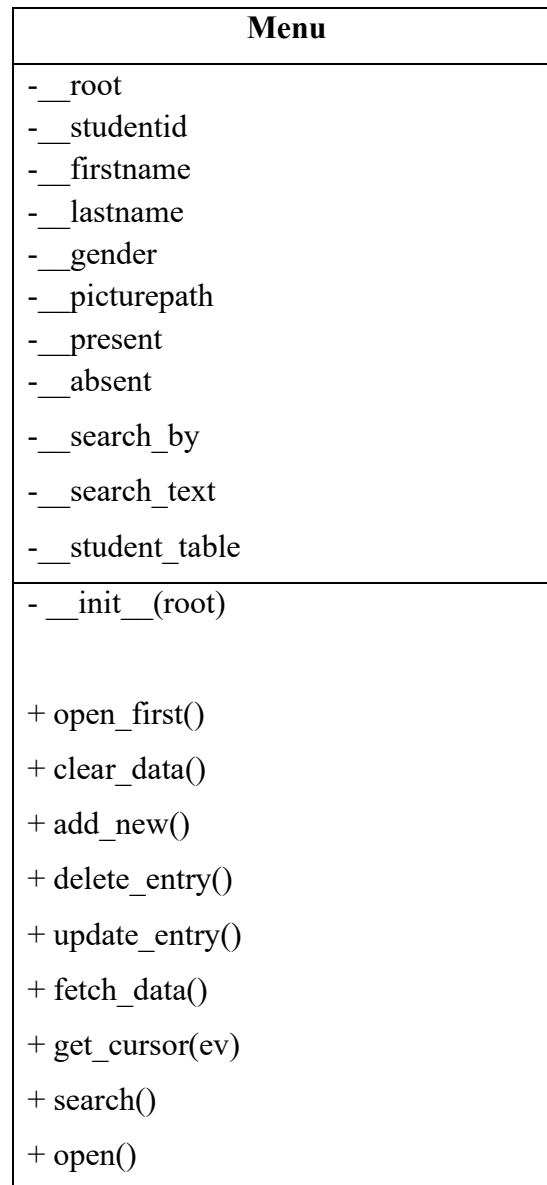 Menu
-__root
-__studentid
-__firstname
-__lastname
-__gender
-__picturepath
-__present
-__absent
-__search_by
-__search_text
-__student_table
- __init__(root)
+ open_first()
+ clear_data()
+ add_new()
+ delete_entry()
+ update_entry()
+ fetch_data()
+ get_cursor(ev)
+ search()
+ open()